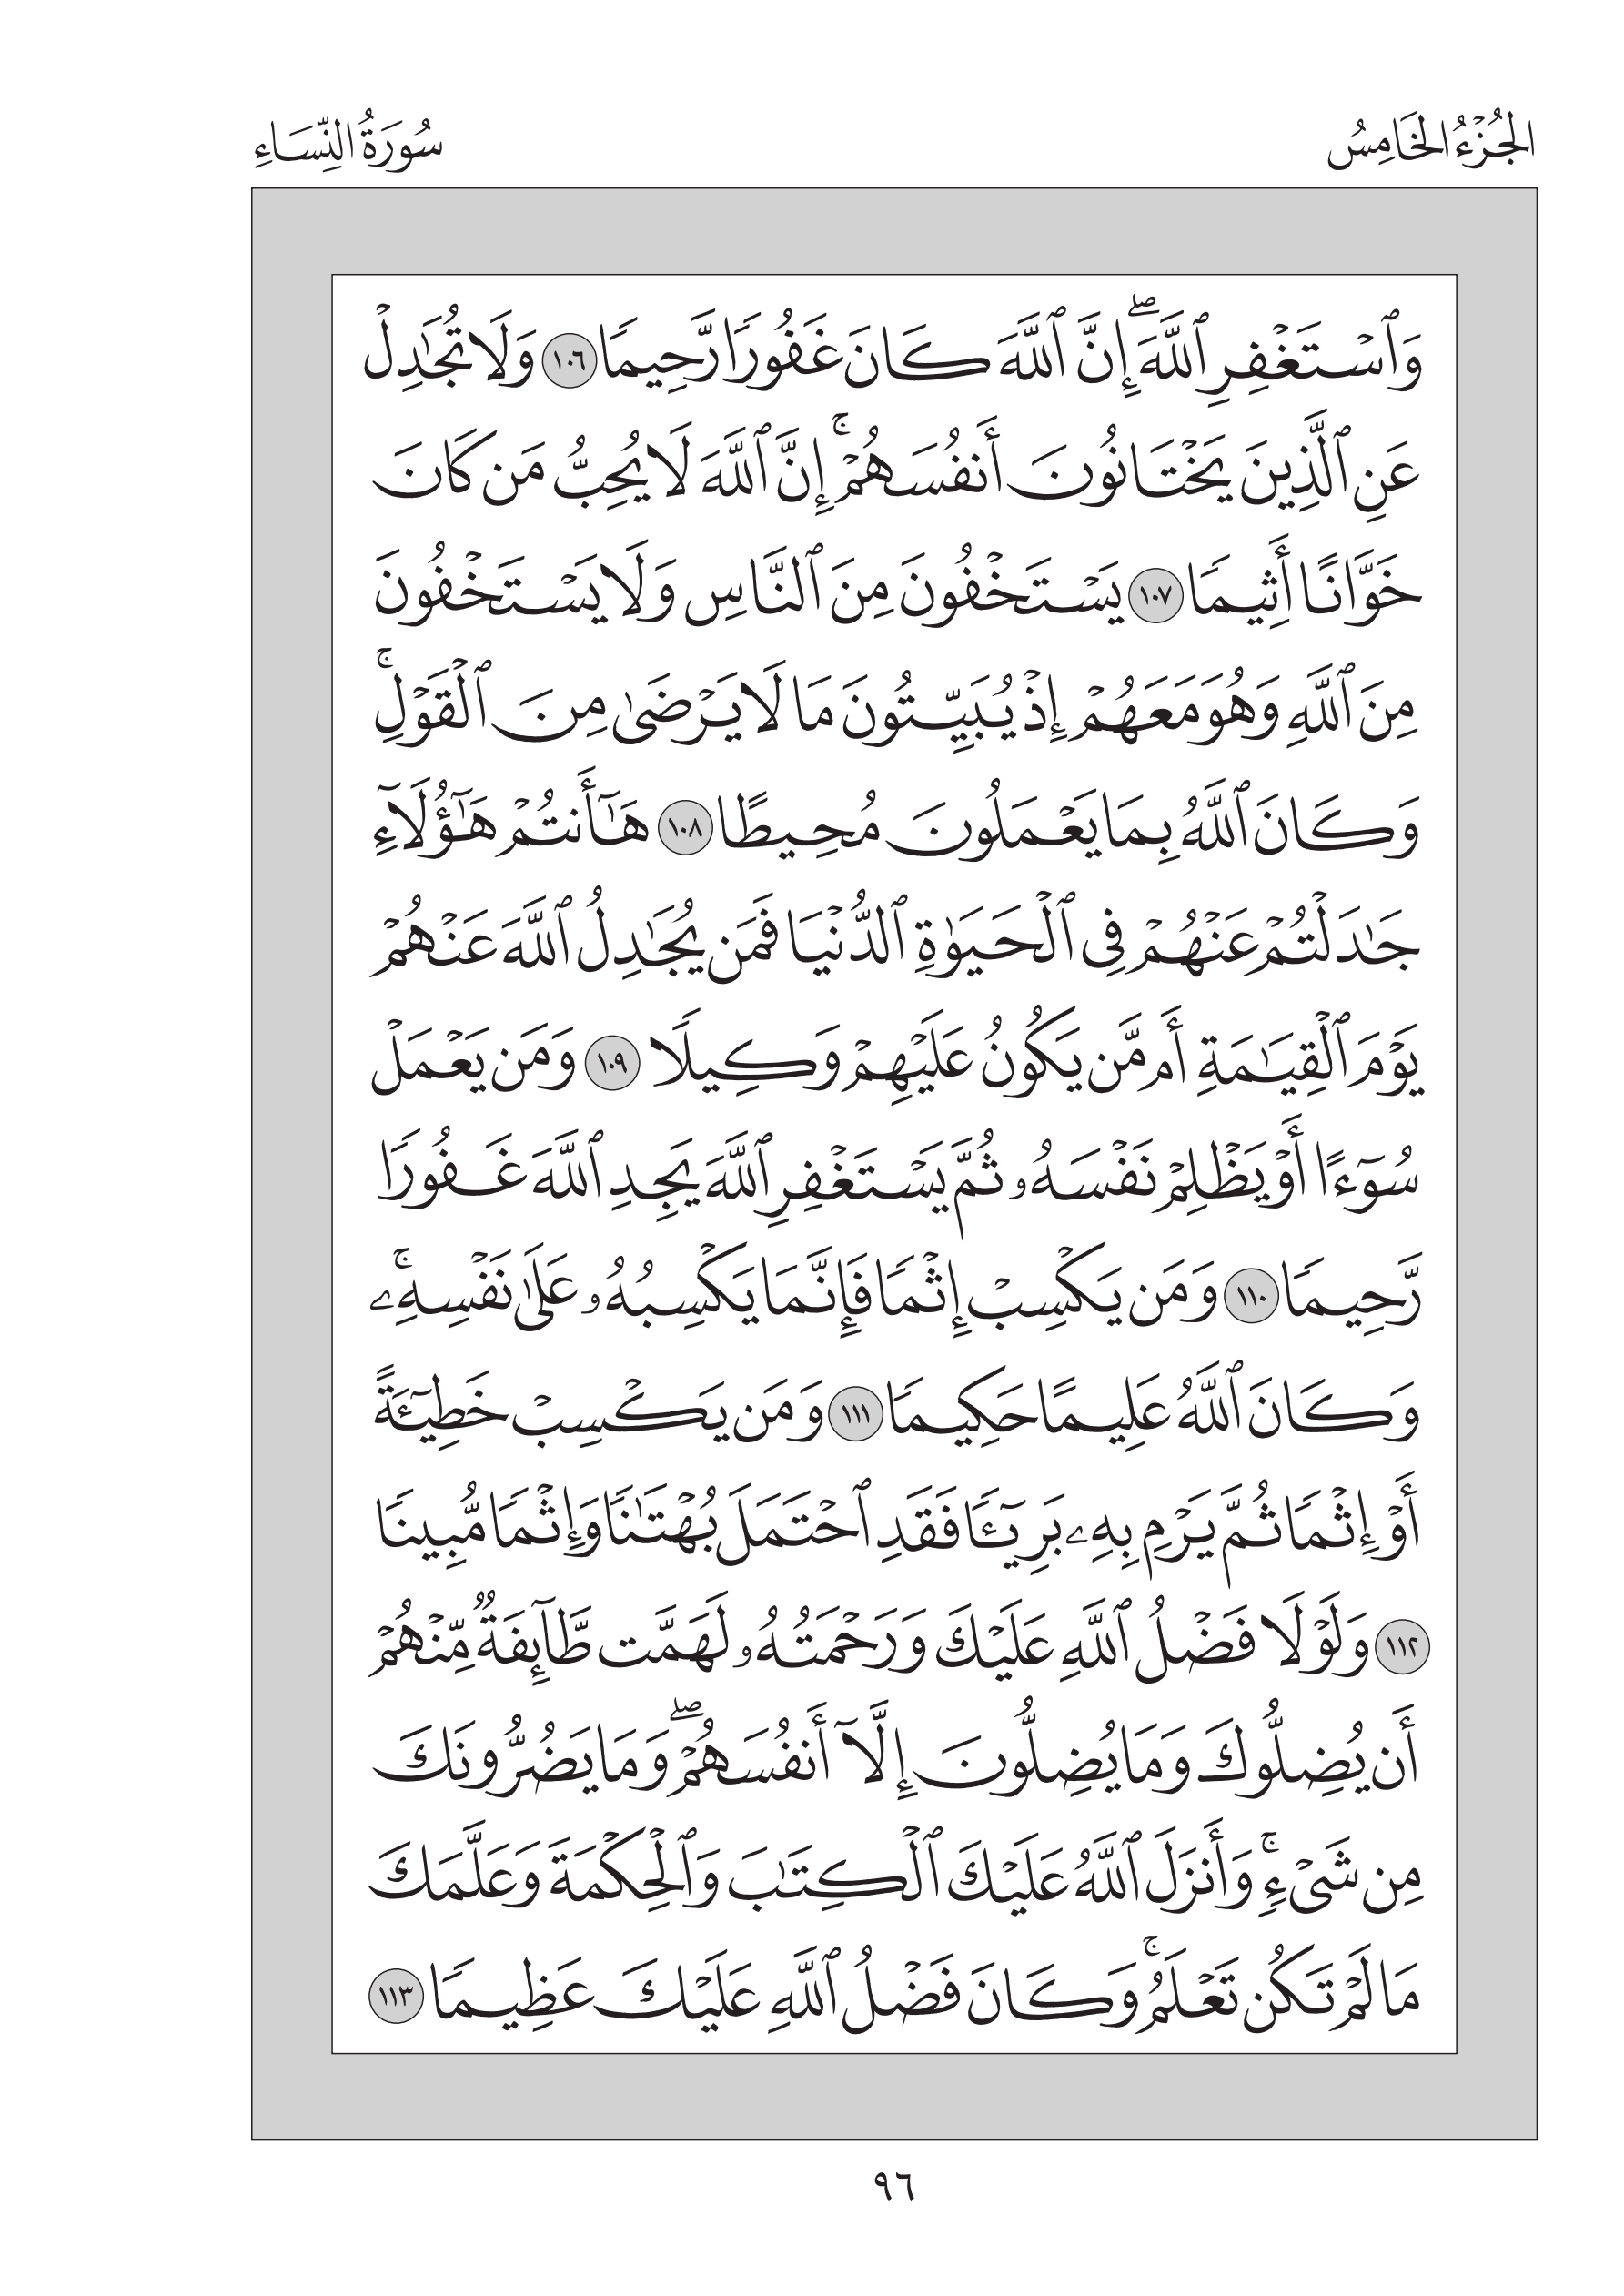 الجُزْءُ الخَامِسُ
سُورَةُ النِّسَاءِ
وَٱسْتَغْفِرِ ٱللَّهَۖ إِنَّ ٱللَّهَ كَانَ غَفُورًا رَّحِيمًا ١٠٦ وَلَا تُجَٰدِلْ
عَنِ ٱلَّذِينَ يَخْتَانُونَ أَنفُسَهُمْۚ إِنَّ ٱللَّهَ لَا يُحِبُّ مَن كَانَ
خَوَّانًا أَثِيمًا ١٠٧ يَسْتَخْفُونَ مِنَ ٱلنَّاسِ وَلَا يَسْتَخْفُونَ
مِنَ ٱللَّهِ وَهُوَ مَعَهُمْ إِذْ يُبَيِّتُونَ مَا لَا يَرْضَىٰ مِنَ ٱلْقَوْلِۚ
وَكَانَ ٱللَّهُ بِمَا يَعْمَلُونَ مُحِيطًا ١٠٨ هَٰٓأَنتُمْ هَٰٓؤُلَآءِ
جَٰدَلْتُمْ عَنْهُمْ فِى ٱلْحَيَوٰةِ ٱلدُّنْيَا فَمَن يُجَٰدِلُ ٱللَّهَ عَنْهُمْ
يَوْمَ ٱلْقِيَٰمَةِ أَم مَّن يَكُونُ عَلَيْهِمْ وَكِيلًا ١٠٩ وَمَن يَعْمَلْ
سُوٓءًا أَوْ يَظْلِمْ نَفْسَهُۥ ثُمَّ يَسْتَغْفِرِ ٱللَّهَ يَجِدِ ٱللَّهَ غَفُورًا
رَّحِيمًا ١١٠ وَمَن يَكْسِبْ إِثْمًا فَإِنَّمَا يَكْسِبُهُۥ عَلَىٰ نَفْسِهِۦۚ
وَكَانَ ٱللَّهُ عَلِيمًا حَكِيمًا ١١١ وَمَن يَكْسِبْ خَطِيٓـَٔةً
أَوْ إِثْمًا ثُمَّ يَرْمِ بِهِۦ بَرِيٓـًٔا فَقَدِ ٱحْتَمَلَ بُهْتَٰنًا وَإِثْمًا مُّبِينًا
١١٢ وَلَوْلَا فَضْلُ ٱللَّهِ عَلَيْكَ وَرَحْمَتُهُۥ لَهَمَّت طَّآئِفَةٌ مِّنْهُمْ
أَن يُضِلُّوكَ وَمَا يُضِلُّونَ إِلَّآ أَنفُسَهُمْۖ وَمَا يَضُرُّونَكَ
مِن شَىْءٍۚ وَأَنزَلَ ٱللَّهُ عَلَيْكَ ٱلْكِتَٰبَ وَٱلْحِكْمَةَ وَعَلَّمَكَ
مَا لَمْ تَكُن تَعْلَمُۚ وَكَانَ فَضْلُ ٱللَّهِ عَلَيْكَ عَظِيمًا ١١٣
٩٦